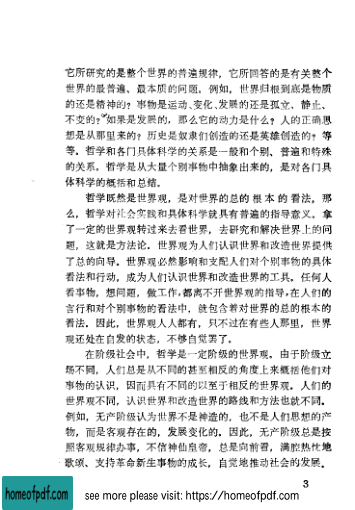 它所研究的是整个世界的普遍规律，它所回答的是有关整个
世界的最普遍、最本质的问题。例如，世界归根到底是物质
的还是精神的？事物是运动、变化、发展的还是孤立、静止、
不变的？如果是发展的，那么它的动力是什么？人的正确思
想是从那里来的？历史是奴隶们创造的还是英雄创造的？等
等。哲学和各门具体科学的关系是一般和个别、普遍和特殊
的关系。哲学是从大量个别事物中抽象出来的，是对各门具
体科学的概括和总结。
哲学既然是世界观，是对世界的总的根本的看法。那
么，哲学对社会实践和具体科学就具有普遍的指导意义。拿
了一定的世界观转过来去看世界，去研究和解决世界上的问
题，这就是方法论。世界观为人们认识世界和改造世界提供
了总的向导。世界观必然影响和支配人们对个别事物的具体
看法和行动，成为人们认识世界和改造世界的工具。任何人
看事物，想问题，做工作，都离不开世界观的指导，在人们的
言行和对个别事物的看法中，就包含着对世界的总的根本的
看法。因此，世界观人人都有，只不过在有些人那里，世界
观还处在自发的状态，不够自觉罢了。
在阶级社会中，哲学是一定阶级的世界观。由于阶级立
场不同，人们总是从不同的甚至相反的角度上来概括他们对
事物的认识，因而具有不同的以至于相反的世界观。人们的
世界观不同，认识世界和改造世界的路线和方法也就不同。
例如，无产阶级认为世界不是神造的，也不是人们思想的产
物，而是客观存在的，发展变化的。因此，无产阶级总是按
照客观规律办事，不信神仙皇帝，总是向前看，满腔热忱地
歌颂、支持革命新生事物的成长，自觉地推动社会的发展。
3
homeofpdf.com
see more please visit: https://homeofpdf.com